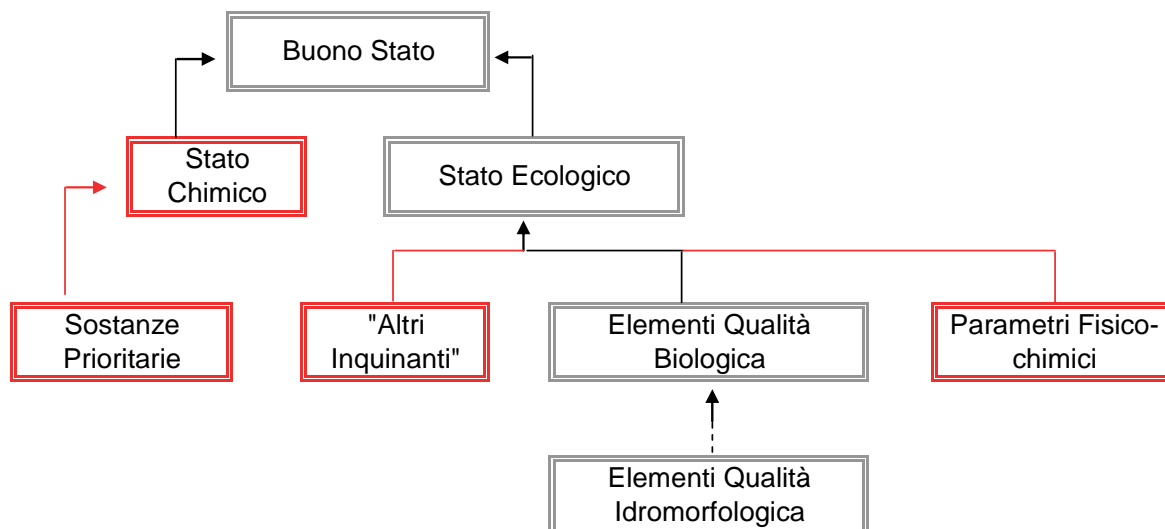 Buono Stato
Stato
Chimico
Stato Ecologico
Sostanze
Prioritarie
"Altri
Inquinanti"
Elementi Qualità
Biologica
Parametri Fisico-
chimici
Elementi Qualità
Idromorfologica